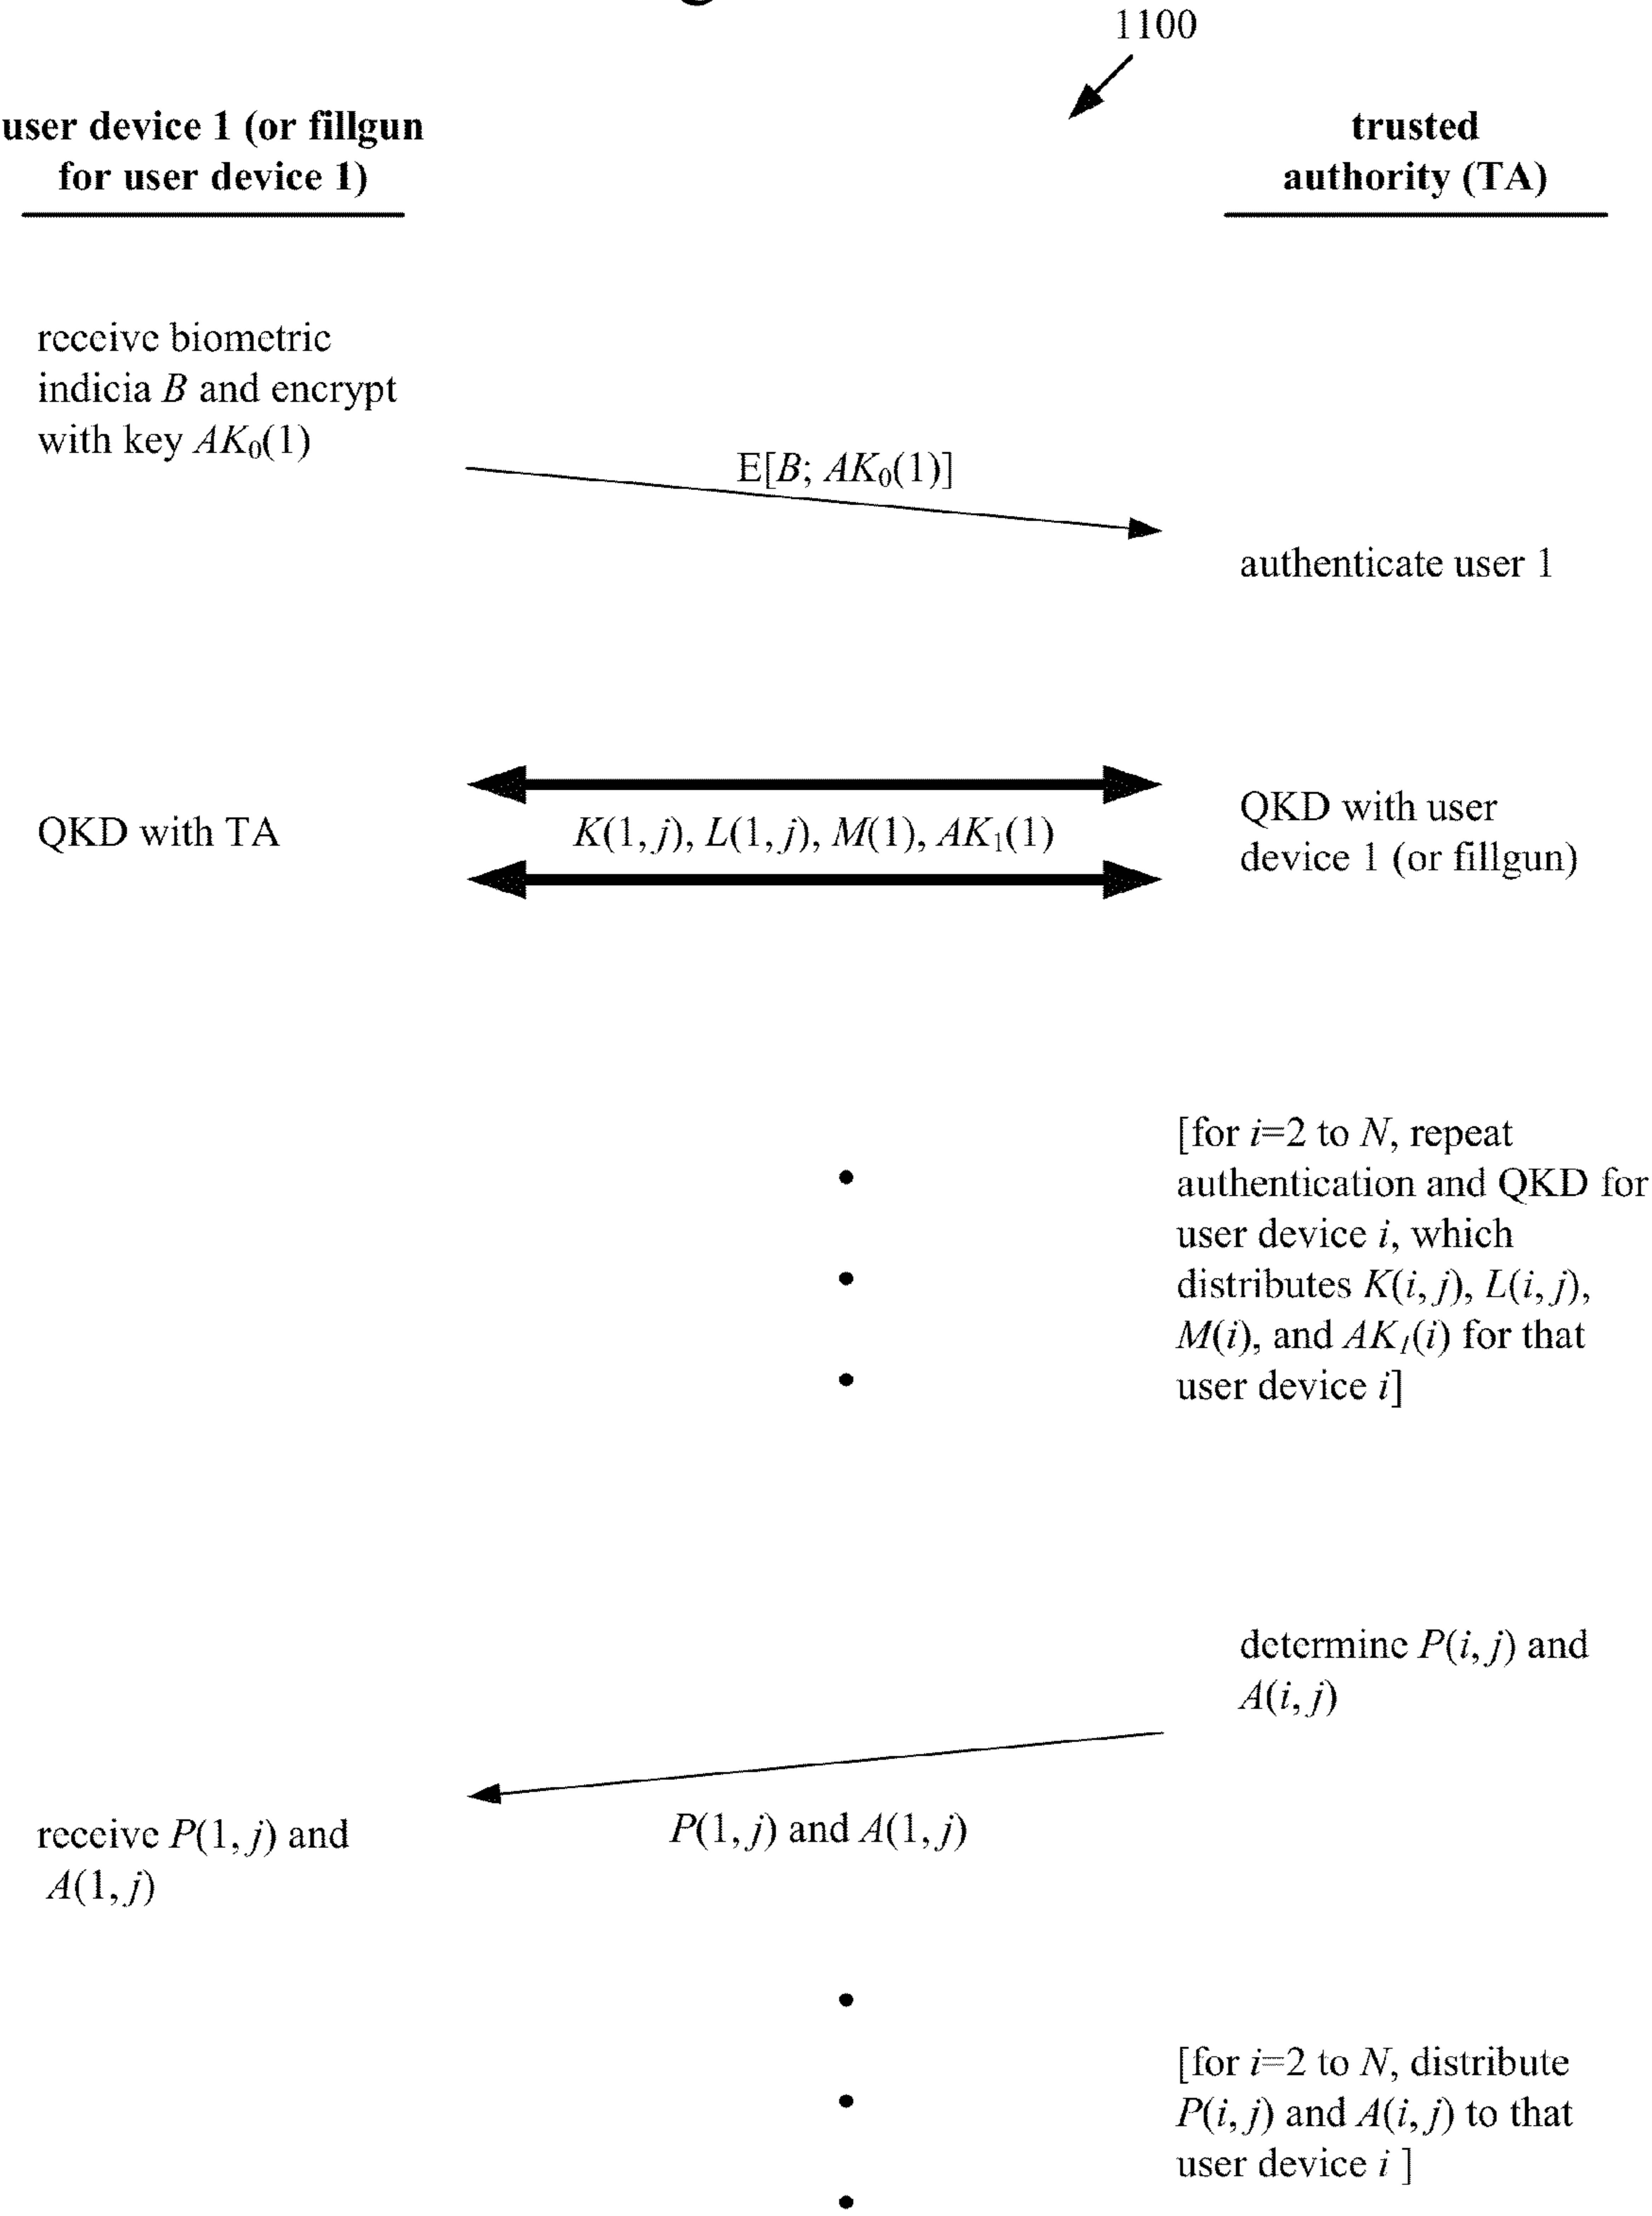 1100
user device 1 (or fillgun
for user device 1)
trusted
authority (TA)
receive biometric
indicia B and encrypt
with key AK₀(1)
E[B; AK₀(1)]
authenticate user 1
QKD with TA
K(1, j), L(1, j), M(1), AK₁(1)
QKD with user
device 1 (or fillgun)
[for i=2 to N, repeat
authentication and QKD for
user device i, which
distributes K(i, j), L(i, j),
M(i), and AK₁(i) for that
user device i]
determine P(i, j) and
A(i, j)
P(1, j) and A(1, j)
receive P(1, j) and
A(1, j)
[for i=2 to N, distribute
P(i, j) and A(i, j) to that
user device i ]